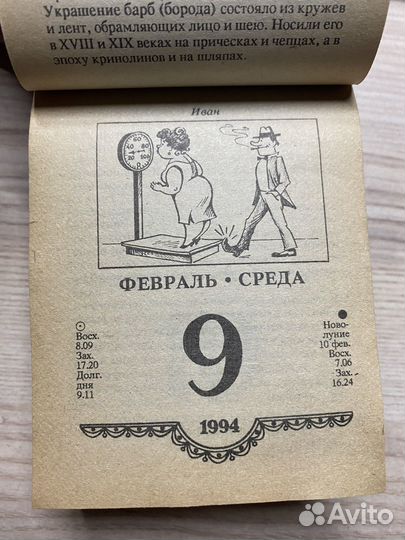 Украшение барб (борода) состояло из кружев
и лент, обрамляющих лицо и шею. Носили его
в XVIII и XIX веках на прическах и чепцах, а в
эпоху кринолинов и на шляпах.
Иван
ФЕВРАЛЬ • СРЕДА
Восх.
8.09
Зах.
17.20
Долг.
дня
9.11
9
Ново-
луние
10 фев.
Восх.
7.06
Зах.
16.24
1994
Avito